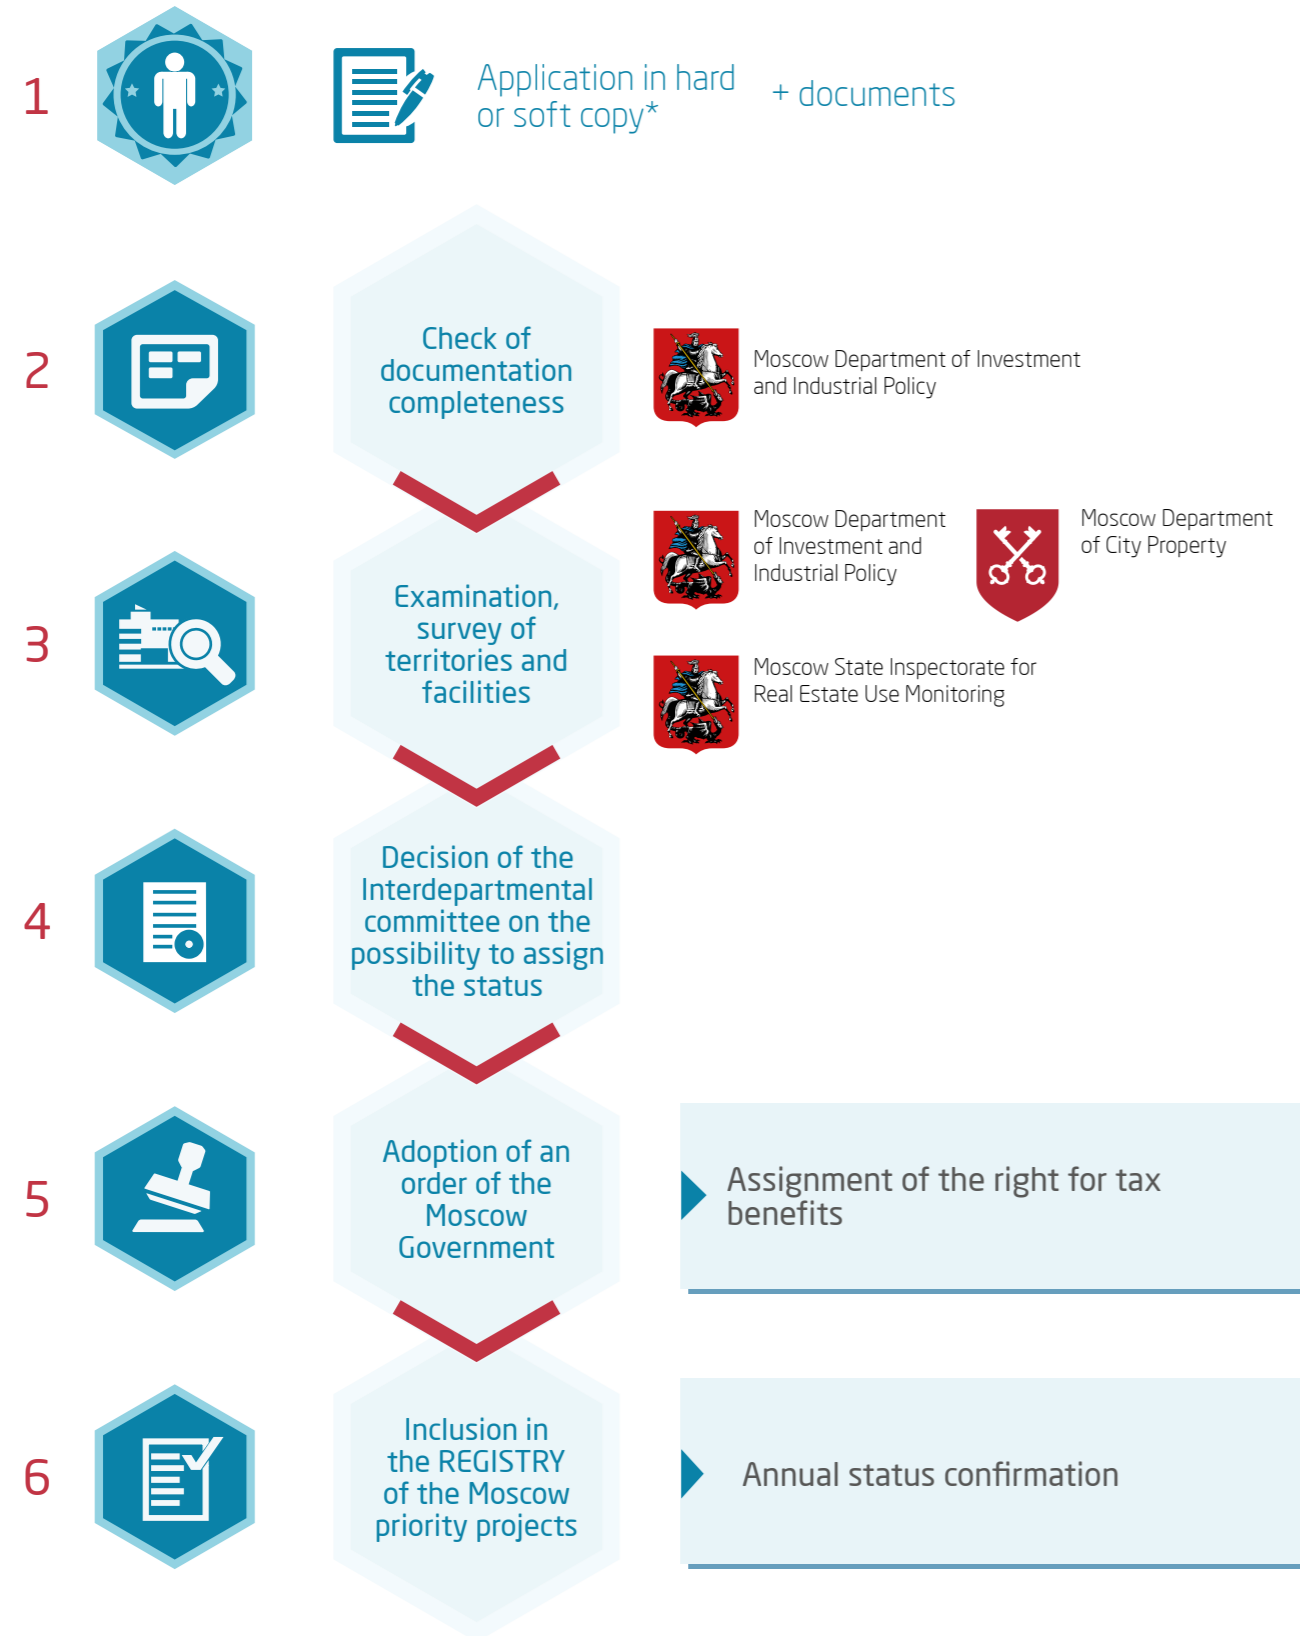 1
Application in hard
or soft copy*
+ documents
2
Check of
documentation
completeness
Moscow Department of Investment
and Industrial Policy
3
Examination,
survey of
territories and
facilities
Moscow Department
of Investment and
Industrial Policy
Moscow Department
of City Property
Moscow State Inspectorate for
Real Estate Use Monitoring
4
Decision of the
Interdepartmental
committee on the
possibility to assign
the status
5
Adoption of an
order of the
Moscow
Government
Assignment of the right for tax
benefits
6
Inclusion in
the REGISTRY
of the Moscow
priority projects
Annual status confirmation